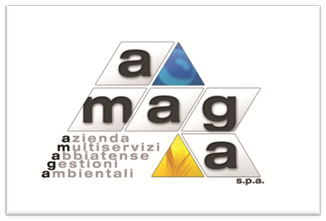 a
mag
a
azienda
multiservizi
abbiatense
gestioni
ambientali
s.p.a.